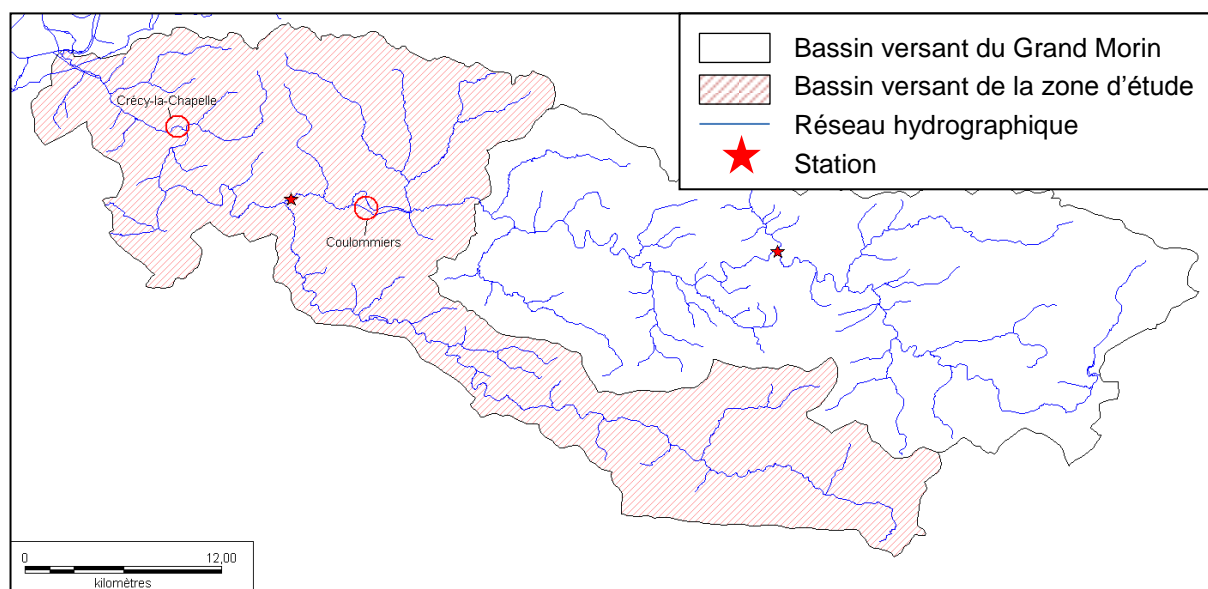 Bassin versant du Grand Morin
Bassin versant de la zone d'étude
Réseau hydrographique
Station
Crècy-la-Chapelle
Coulommiers
0 12,00
kilomètres